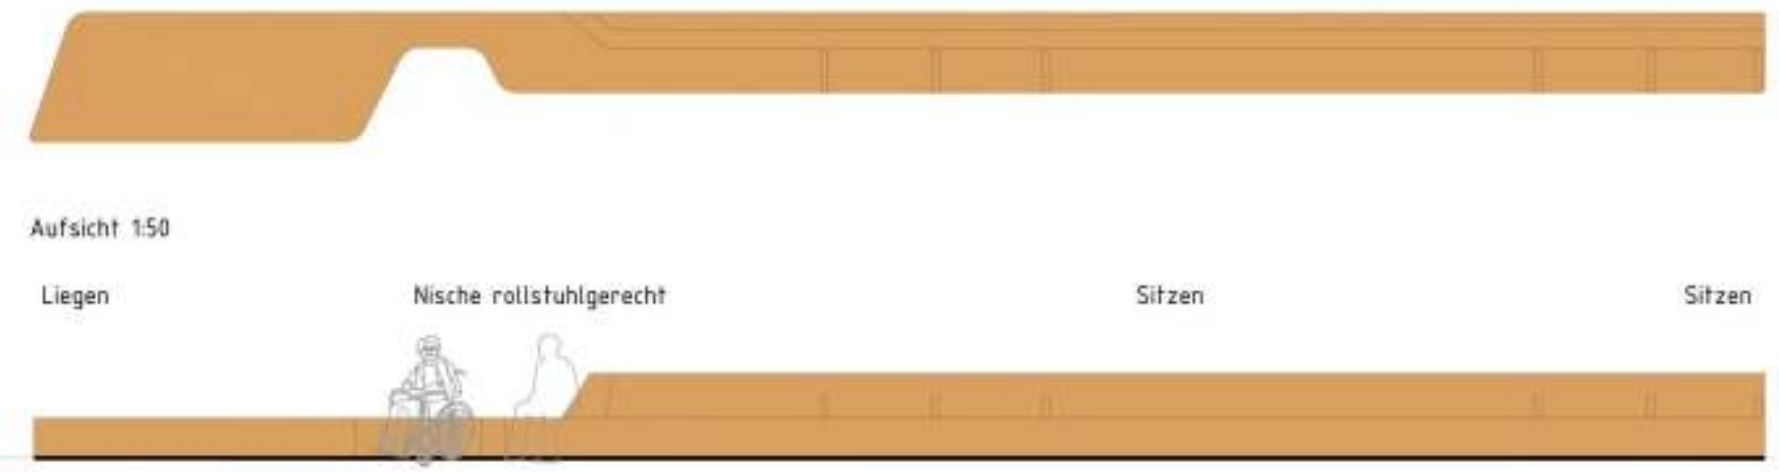 Aufsicht 1:50
Liegen Nische rollstuhlgerecht Sitzen Sitzen